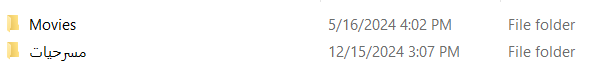 Movies 5/16/2024 4:02 PM File folder
مسرحيات 12/15/2024 3:07 PM File folder